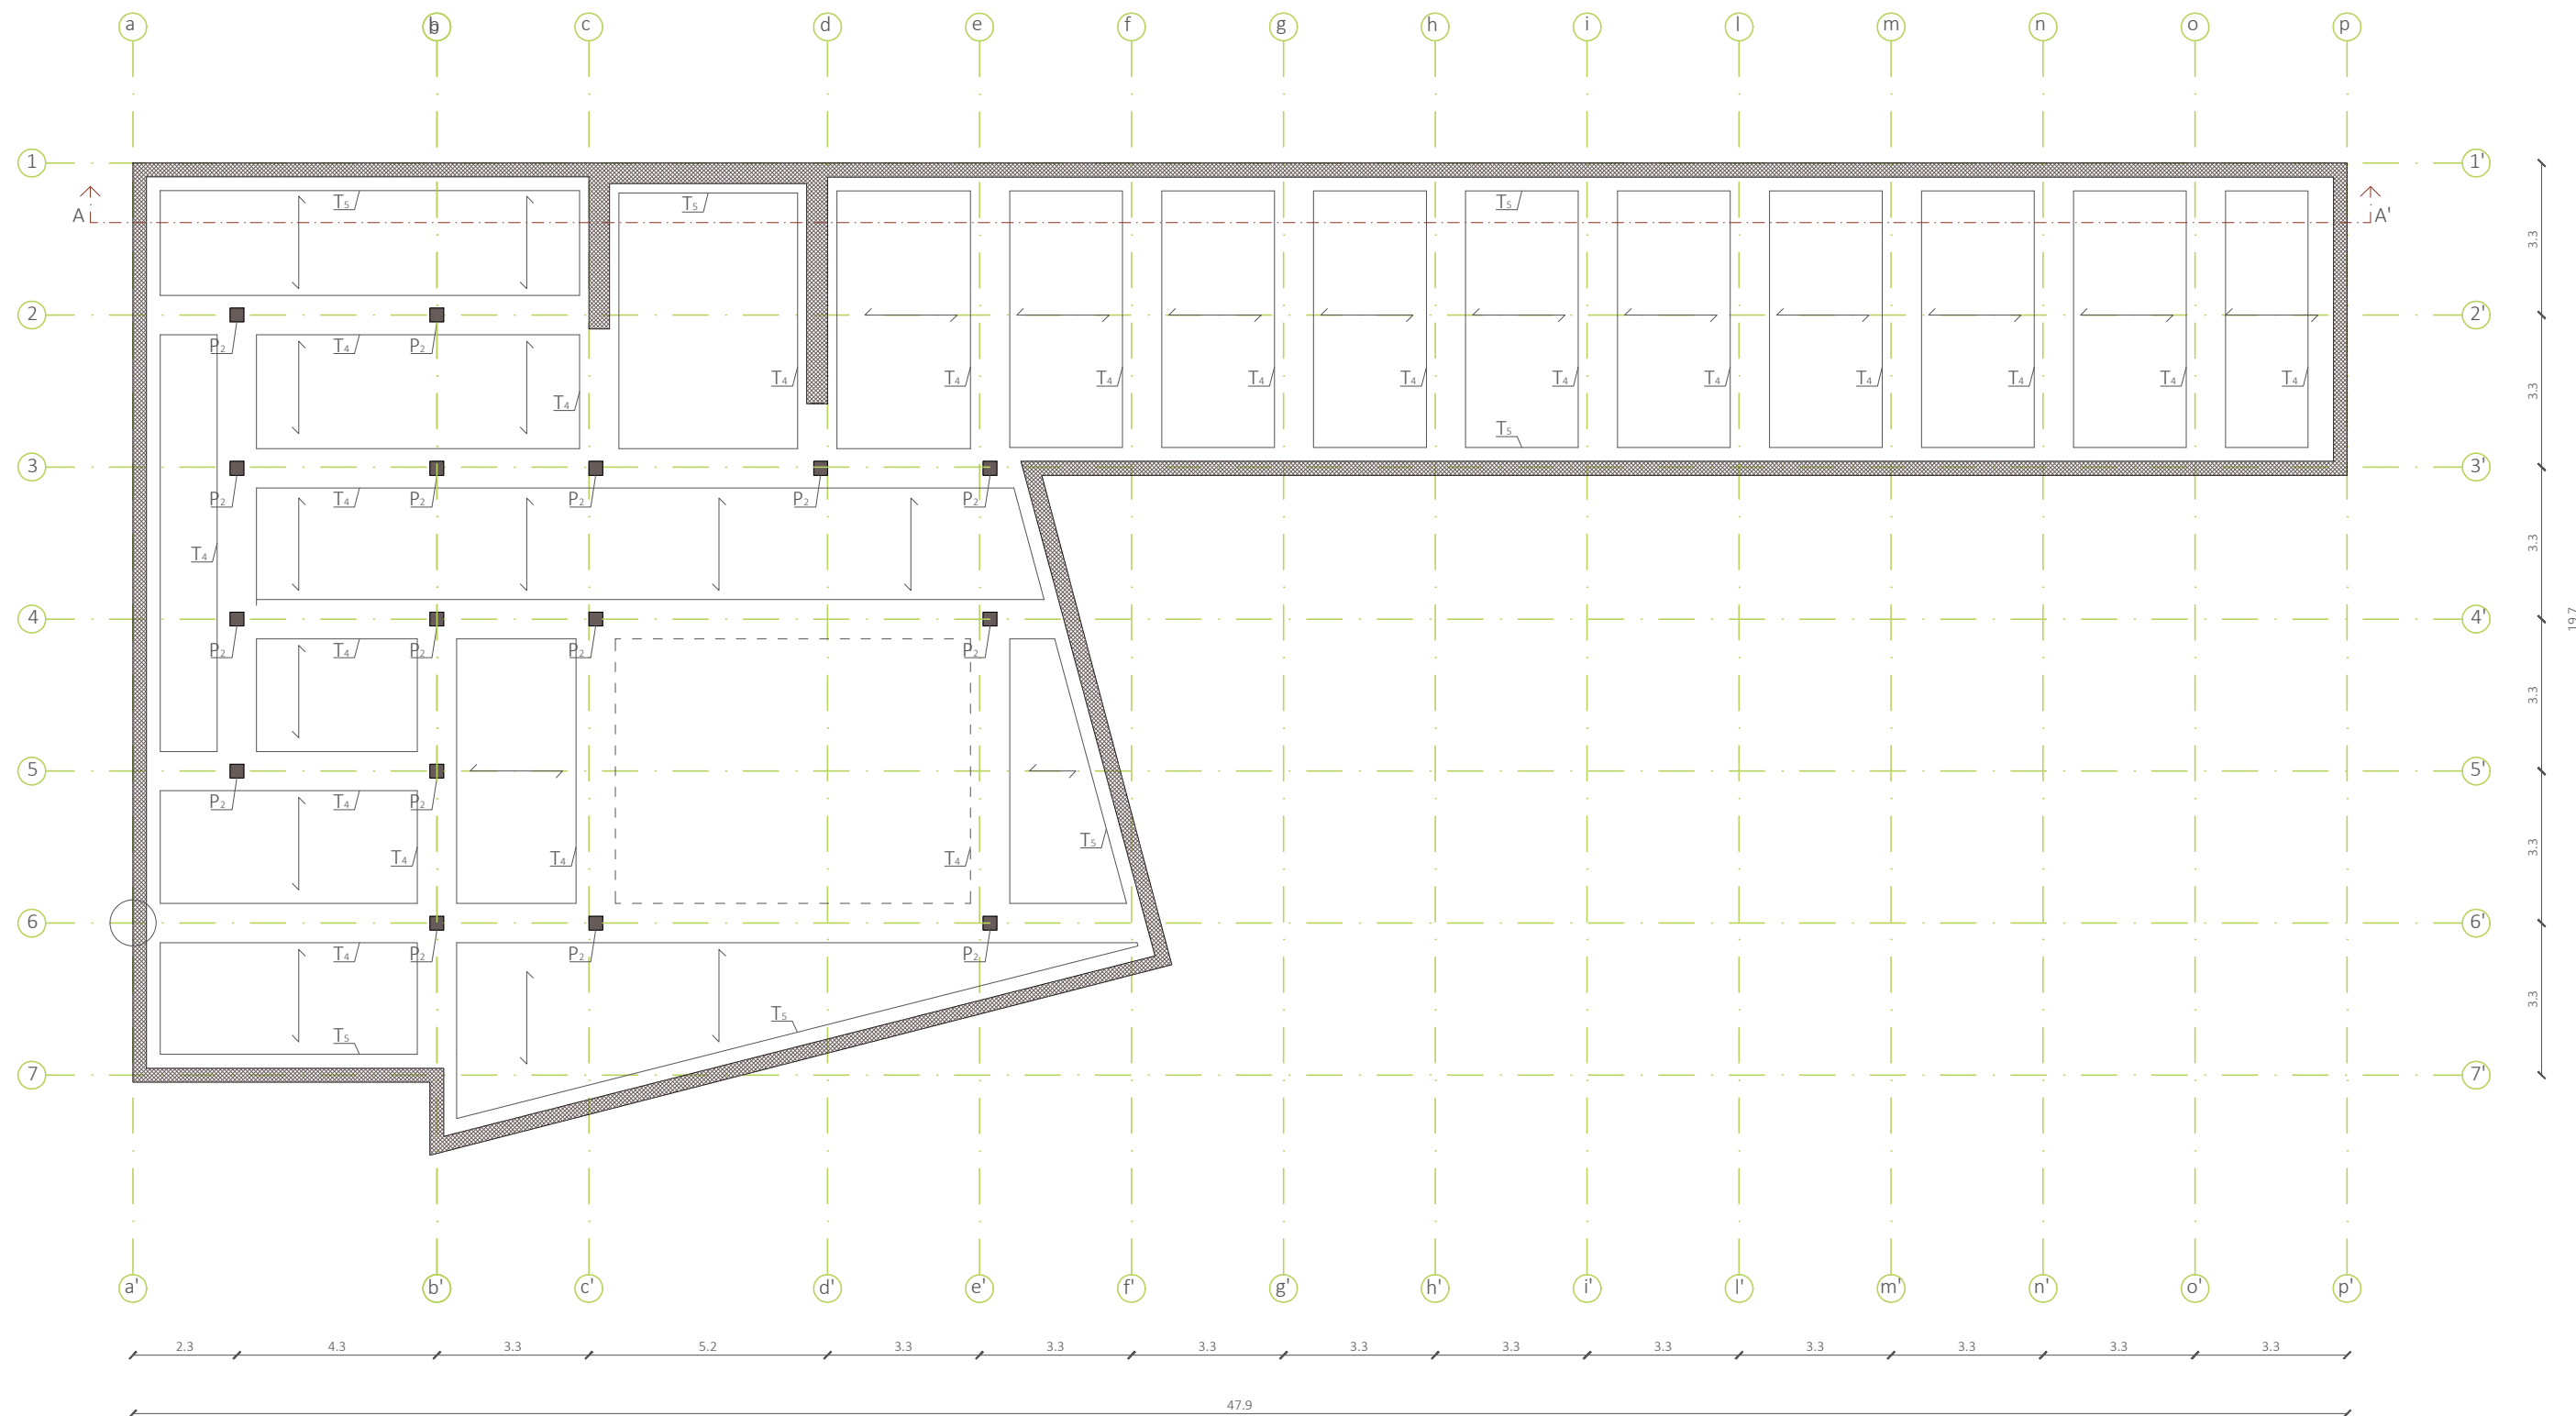 a b c d e f g h i l m n o p
1 1'
A T₅ T₅ T₅ A'
3.3
2 2'
P₂ T₄ P₂
T₄ T₄ T₄ T₄ T₄ T₄ T₄ T₄ T₄ T₄ T₄
T₄ 3.3
T₅
3 3'
P₂ T₄ P₂ P₂ P₂ P₂
T₄ 3.3
4 4'
19.7
P₂ T₄ P₂ P₂ P₂
3.3
5 5'
P₂ T₄ P₂
T₅
T₄ T₄ T₄ 3.3
6 6'
T₄ P₂ P₂ P₂
T₅ 3.3
T₅
7 7'
a' b' c' d' e' f' g' h' i' l' m' n' o' p'
2.3 4.3 3.3 5.2 3.3 3.3 3.3 3.3 3.3 3.3 3.3 3.3 3.3 3.3
47.9